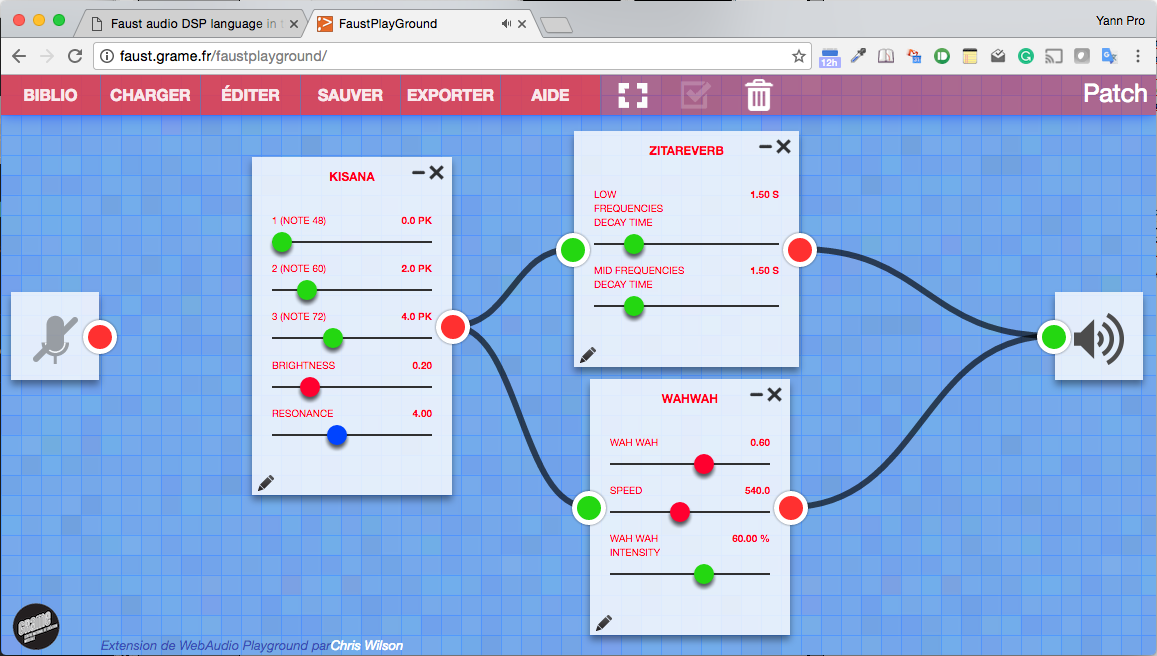 Faust audio DSP language in t
FaustPlayGround
Yann Pro
faust.grame.fr/faustplayground/
12h
BIBLIO CHARGER ÉDITER SAUVER EXPORTER AIDE
Patch
KISANA
1 (NOTE 48) 0.0 PK
2 (NOTE 60) 2.0 PK
3 (NOTE 72) 4.0 PK
BRIGHTNESS 0.20
RESONANCE 4.00
ZITAREVERB
LOW 1.50 S
FREQUENCIES
DECAY TIME
MID FREQUENCIES 1.50 S
DECAY TIME
WAHWAH
WAH WAH 0.60
SPEED 540.0
WAH WAH 60.00 %
INTENSITY
Grame
Extension de WebAudio Playground parChris Wilson